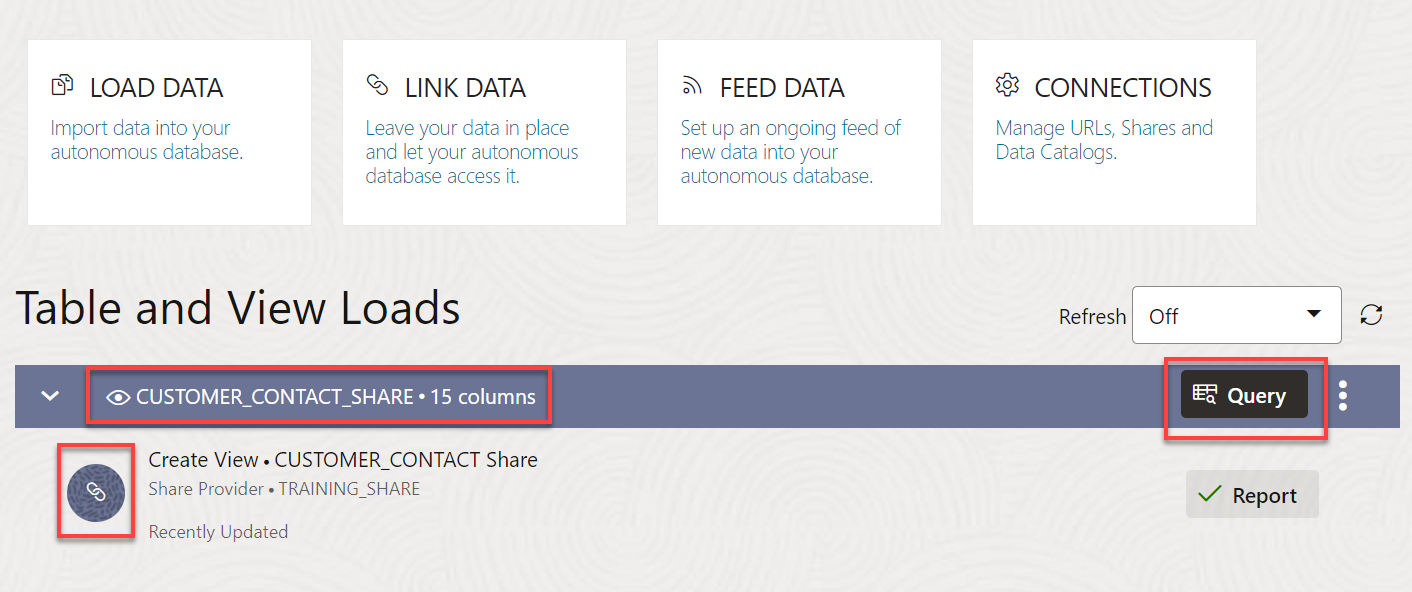 LOAD DATA
Import data into your
autonomous database.
LINK DATA
Leave your data in place
and let your autonomous
database access it.
FEED DATA
Set up an ongoing feed of
new data into your
autonomous database.
CONNECTIONS
Manage URLs, Shares and
Data Catalogs.
Table and View Loads
Refresh Off
CUSTOMER_CONTACT_SHARE • 15 columns
Query
Create View • CUSTOMER_CONTACT Share
Share Provider • TRAINING_SHARE
Recently Updated
Report